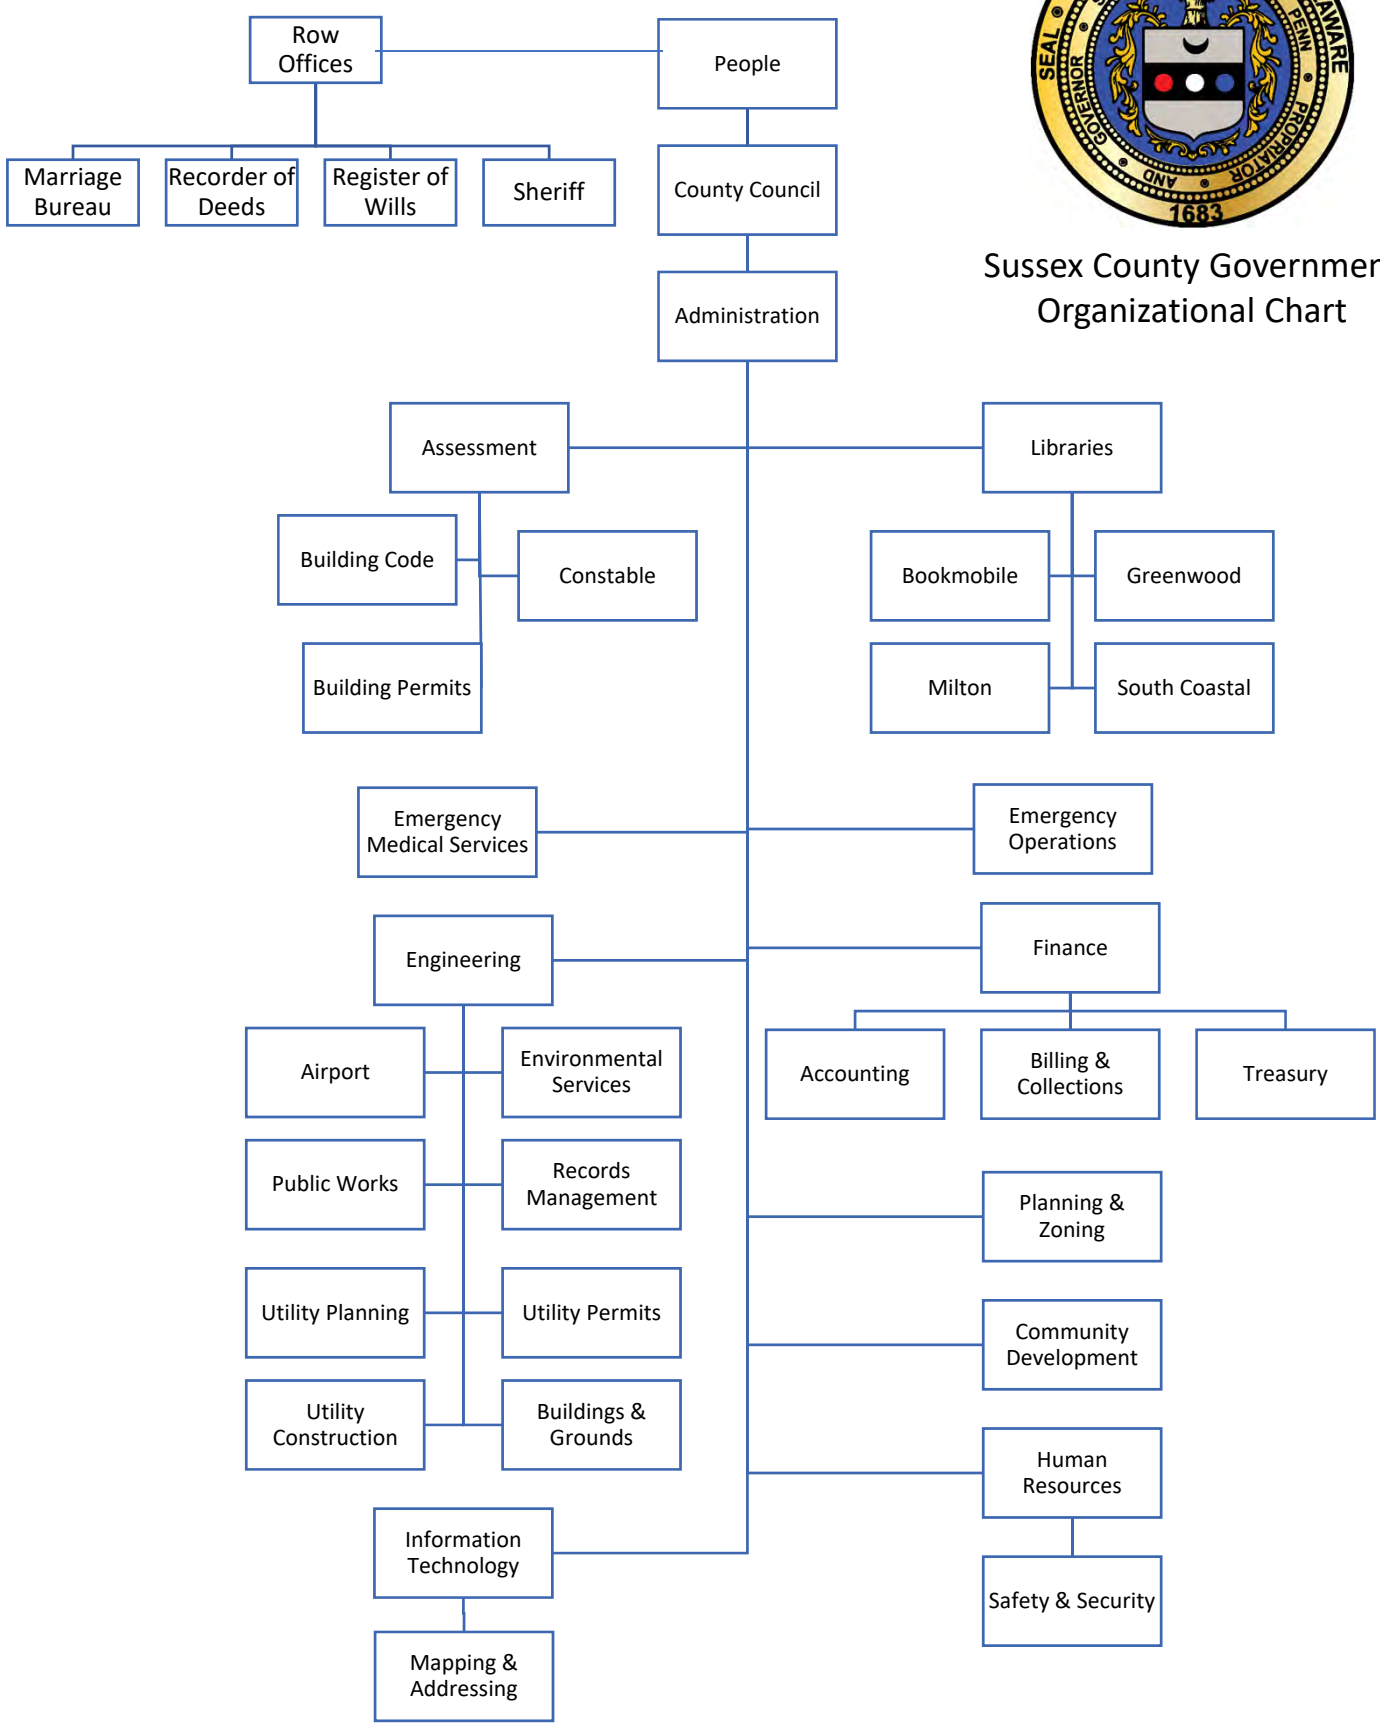 Row
Offices
People
SEAL
DELAWARE
GOVERNOR
PENN
PROPRIATOR
AND
1683
Marriage
Bureau
Recorder of
Deeds
Register of
Wills
Sheriff
County Council
Sussex County Governmen
Organizational Chart
Administration
Assessment
Libraries
Building Code
Constable
Bookmobile
Greenwood
Building Permits
Milton
South Coastal
Emergency
Medical Services
Emergency
Operations
Engineering
Finance
Airport
Environmental
Services
Accounting
Billing &
Collections
Treasury
Public Works
Records
Management
Planning &
Zoning
Utility Planning
Utility Permits
Community
Development
Utility
Construction
Buildings &
Grounds
Human
Resources
Information
Technology
Safety & Security
Mapping &
Addressing